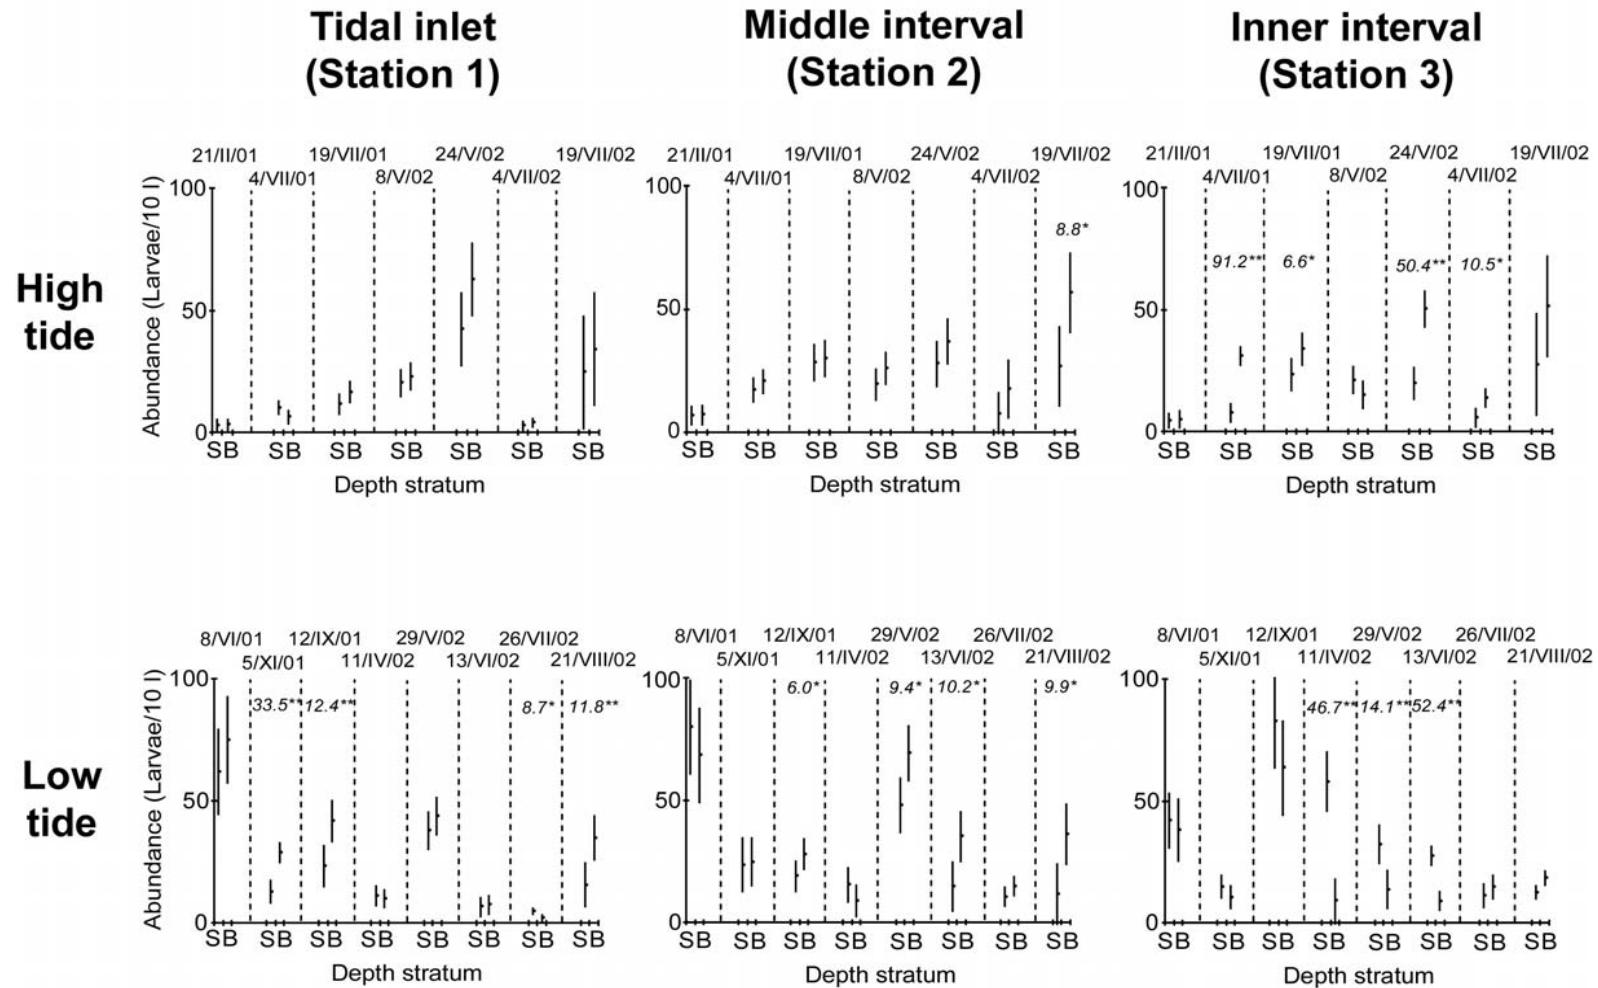 Tidal inlet
(Station 1)
Middle interval
(Station 2)
Inner interval
(Station 3)
High
tide
21/II/01 19/VII/01 24/V/02 19/VII/02
4/VII/01 8/V/02 4/VII/02
Abundance (Larvae/10 l)
100
50
0
SB SB SB SB SB SB SB
Depth stratum
21/II/01 19/VII/01 24/V/02 19/VII/02
4/VII/01 8/V/02 4/VII/02
100
8.8*
50
0
SB SB SB SB SB SB SB
Depth stratum
21/II/01 19/VII/01 24/V/02 19/VII/02
4/VII/01 8/V/02 4/VII/02
100
91.2** 6.6* 50.4** 10.5*
50
0
SB SB SB SB SB SB SB
Depth stratum
Low
tide
8/VI/01 12/IX/01 29/V/02 26/VII/02
5/XI/01 11/IV/02 13/VI/02 21/VIII/02
Abundance (Larvae/10 l)
100
33.5** 12.4** 8.7* 11.8**
50
0
SB SB SB SB SB SB SB SB
Depth stratum
8/VI/01 12/IX/01 29/V/02 26/VII/02
5/XI/01 11/IV/02 13/VI/02 21/VIII/02
100
6.0* 9.4* 10.2* 9.9*
50
0
SB SB SB SB SB SB SB SB
Depth stratum
8/VI/01 12/IX/01 29/V/02 26/VII/02
5/XI/01 11/IV/02 13/VI/02 21/VIII/02
100
46.7** 14.1** 52.4**
50
0
SB SB SB SB SB SB SB SB
Depth stratum